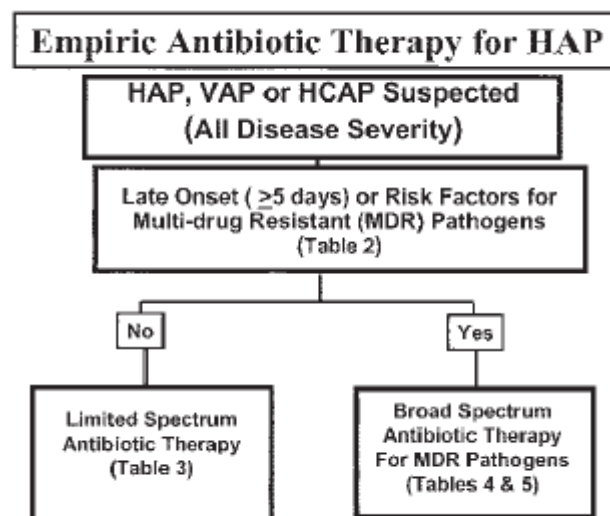 Empiric Antibiotic Therapy for HAP
HAP, VAP or HCAP Suspected
(All Disease Severity)
Late Onset ( ≥5 days) or Risk Factors for
Multi-drug Resistant (MDR) Pathogens
(Table 2)
No
Yes
Limited Spectrum
Antibiotic Therapy
(Table 3)
Broad Spectrum
Antibiotic Therapy
For MDR Pathogens
(Tables 4 & 5)